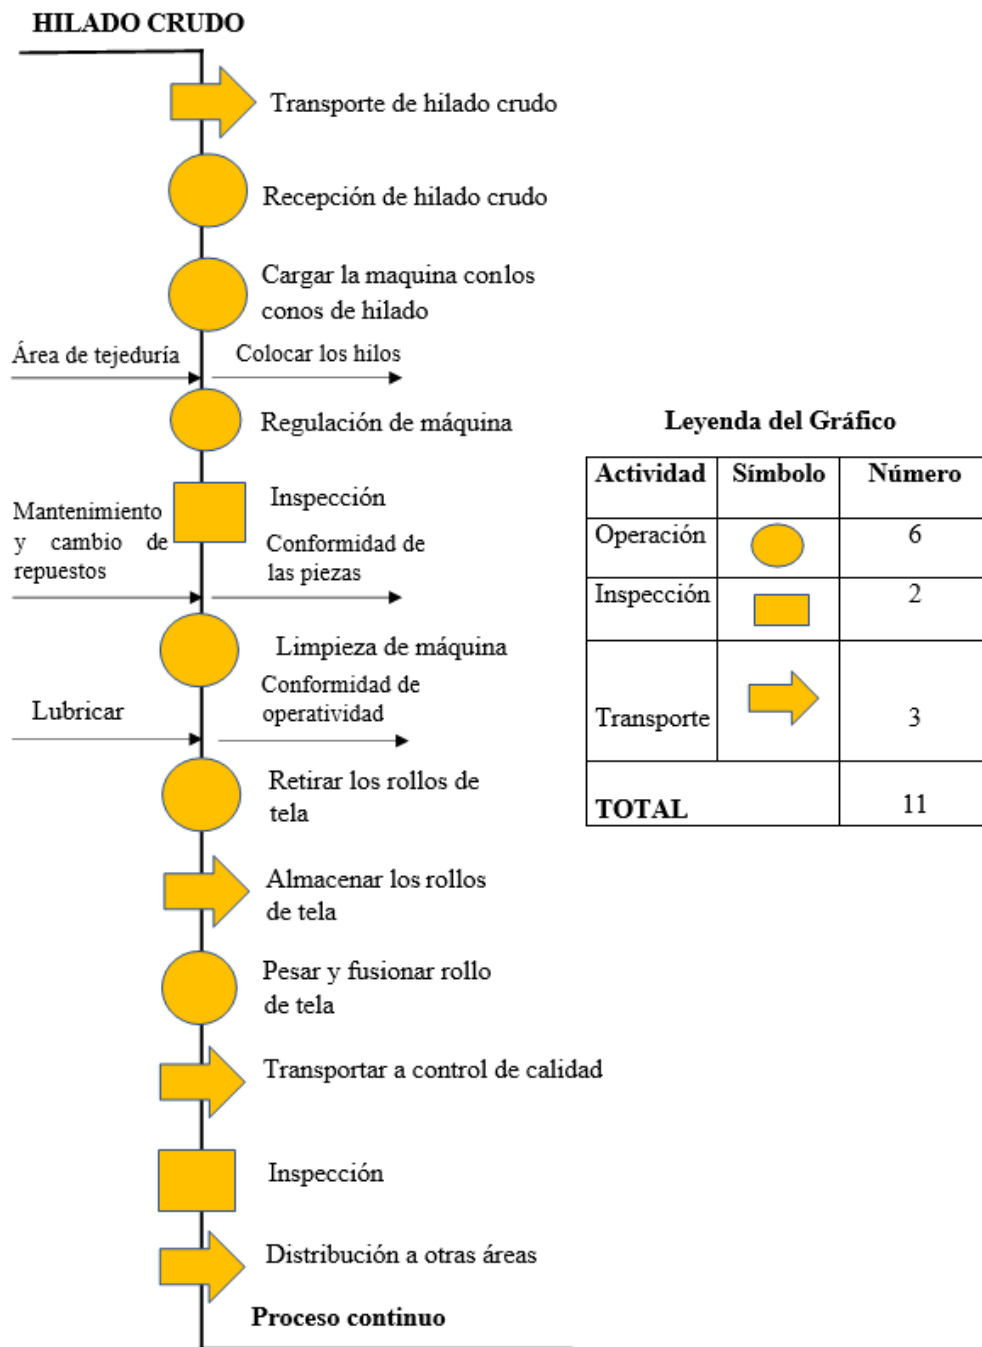 HILADO CRUDO
Transporte de hilado crudo
Recepción de hilado crudo
Cargar la maquina conlos
conos de hilado
Área de tejeduría
Colocar los hilos
Regulación de máquina
Inspección
Mantenimiento
y cambio de
repuestos
Conformidad de
las piezas
Limpieza de máquina
Conformidad de
operatividad
Lubricar
Retirar los rollos de
tela
Almacenar los rollos
de tela
Pesar y fusionar rollo
de tela
Transportar a control de calidad
Inspección
Distribución a otras áreas
Proceso continuo
Leyenda del Gráfico
Actividad Símbolo Número
Operación 6
Inspección 2
Transporte 3
TOTAL 11